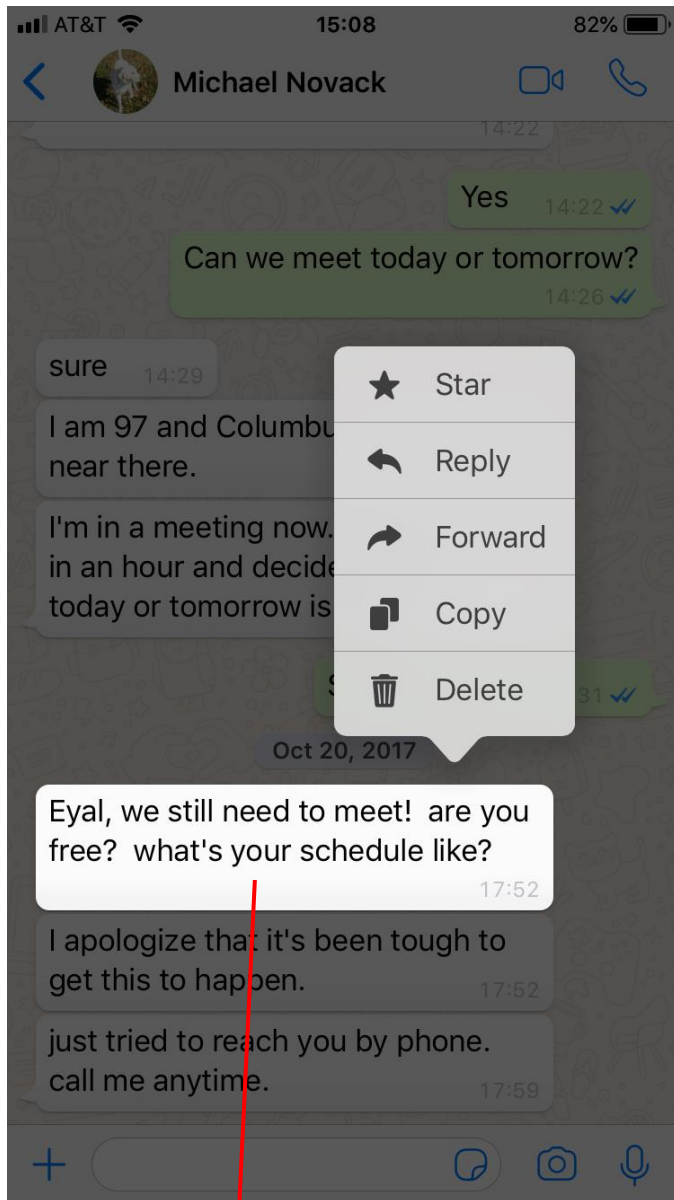 AT&T 15:08 82%
Michael Novack
14:22
Yes 14:22
Can we meet today or tomorrow?
14:26
sure 14:29
I am 97 and
near there.
I'm in a meeting now.
in an hour and
today or tomorrow is
31
Star
Reply
Forward
Copy
Delete
Oct 20, 2017
Eyal, we still need to meet! are you
free? what's your schedule like?
17:52
I apologize that it's been tough to
get this to happen.
17:52
just tried to reach you by phone.
call me anytime.
17:59